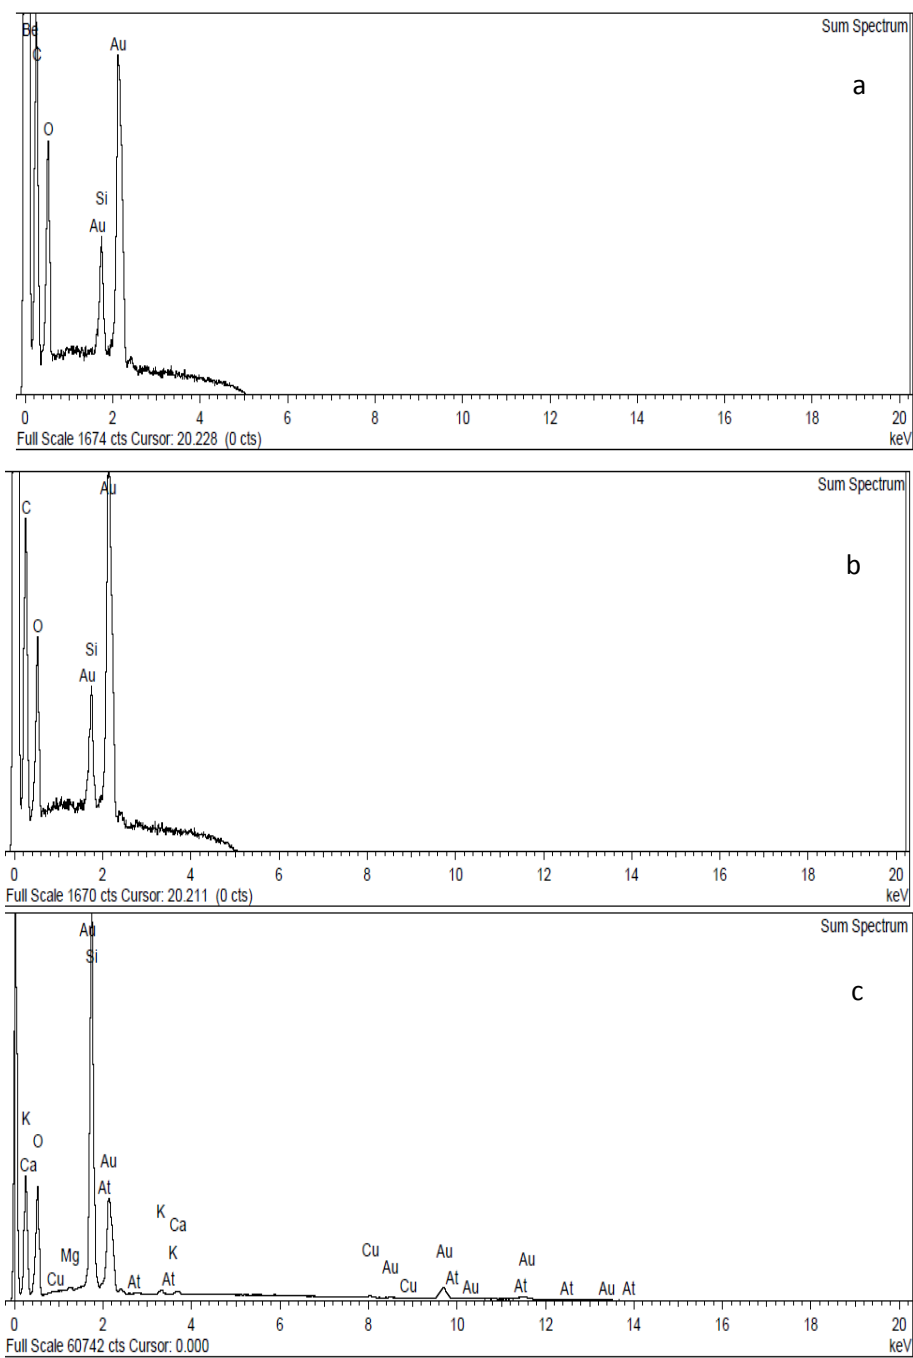 Be
Sum Spectrum
Au
C
a
O
Si
Au
0 2 4 6 8 10 12 14 16 18 20
Full Scale 1674 cts Cursor: 20.228 (0 cts)
keV
Sum Spectrum
Au
C
b
O
Si
Au
0 2 4 6 8 10 12 14 16 18 20
Full Scale 1670 cts Cursor: 20.211 (0 cts)
keV
Au
Sum Spectrum
Si
c
K
O
Ca
Au
At
K
Ca
Mg
K
Cu
Au
Au
Cu
At
At
Au
Cu
At
At
Au
At
Au
At
0 2 4 6 8 10 12 14 16 18 20
Full Scale 60742 cts Cursor: 0.000
keV